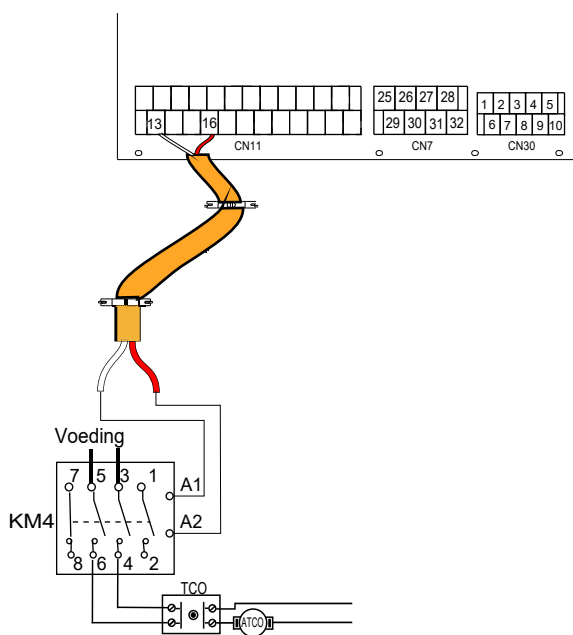 25 26 27 28
1 2 3 4 5
13 16
29 30 31 32
6 7 8 9 10
CN11 CN7 CN30
Voeding
7 5 3 1
A1
KM4
A2
8 6 4 2
TCO
ATCO